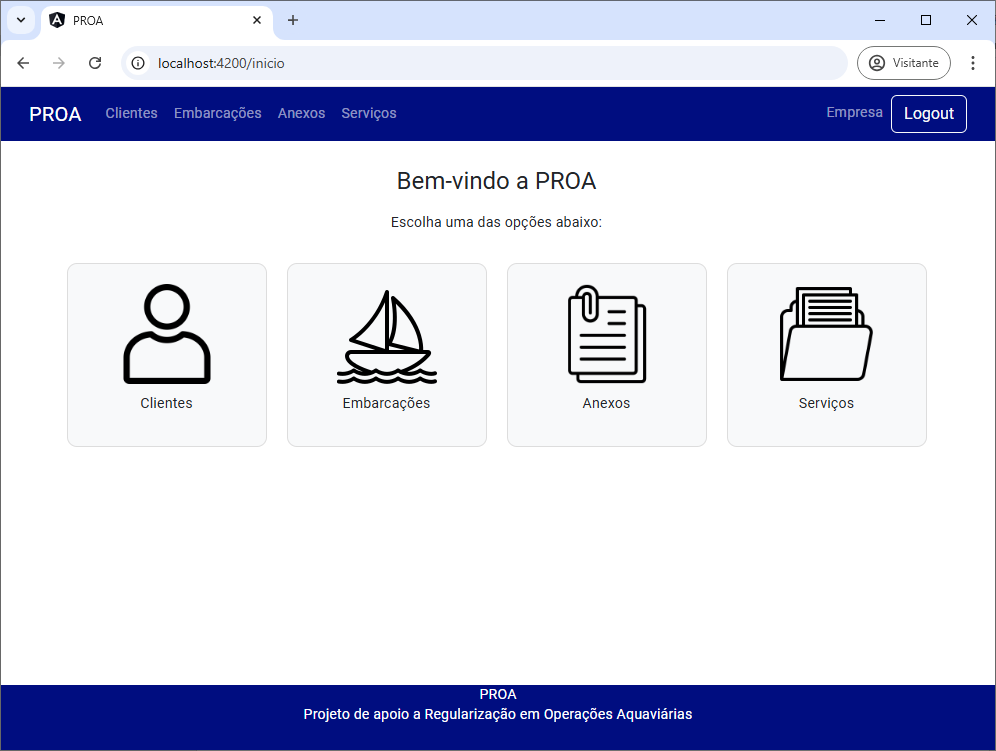 PROA
localhost:4200/inicio
Visitante
PROA Clientes Embarcações Anexos Serviços Empresa Logout
Bem-vindo a PROA
Escolha uma das opções abaixo:
Clientes Embarcações Anexos Serviços
PROA
Projeto de apoio a Regularização em Operações Aquaviárias